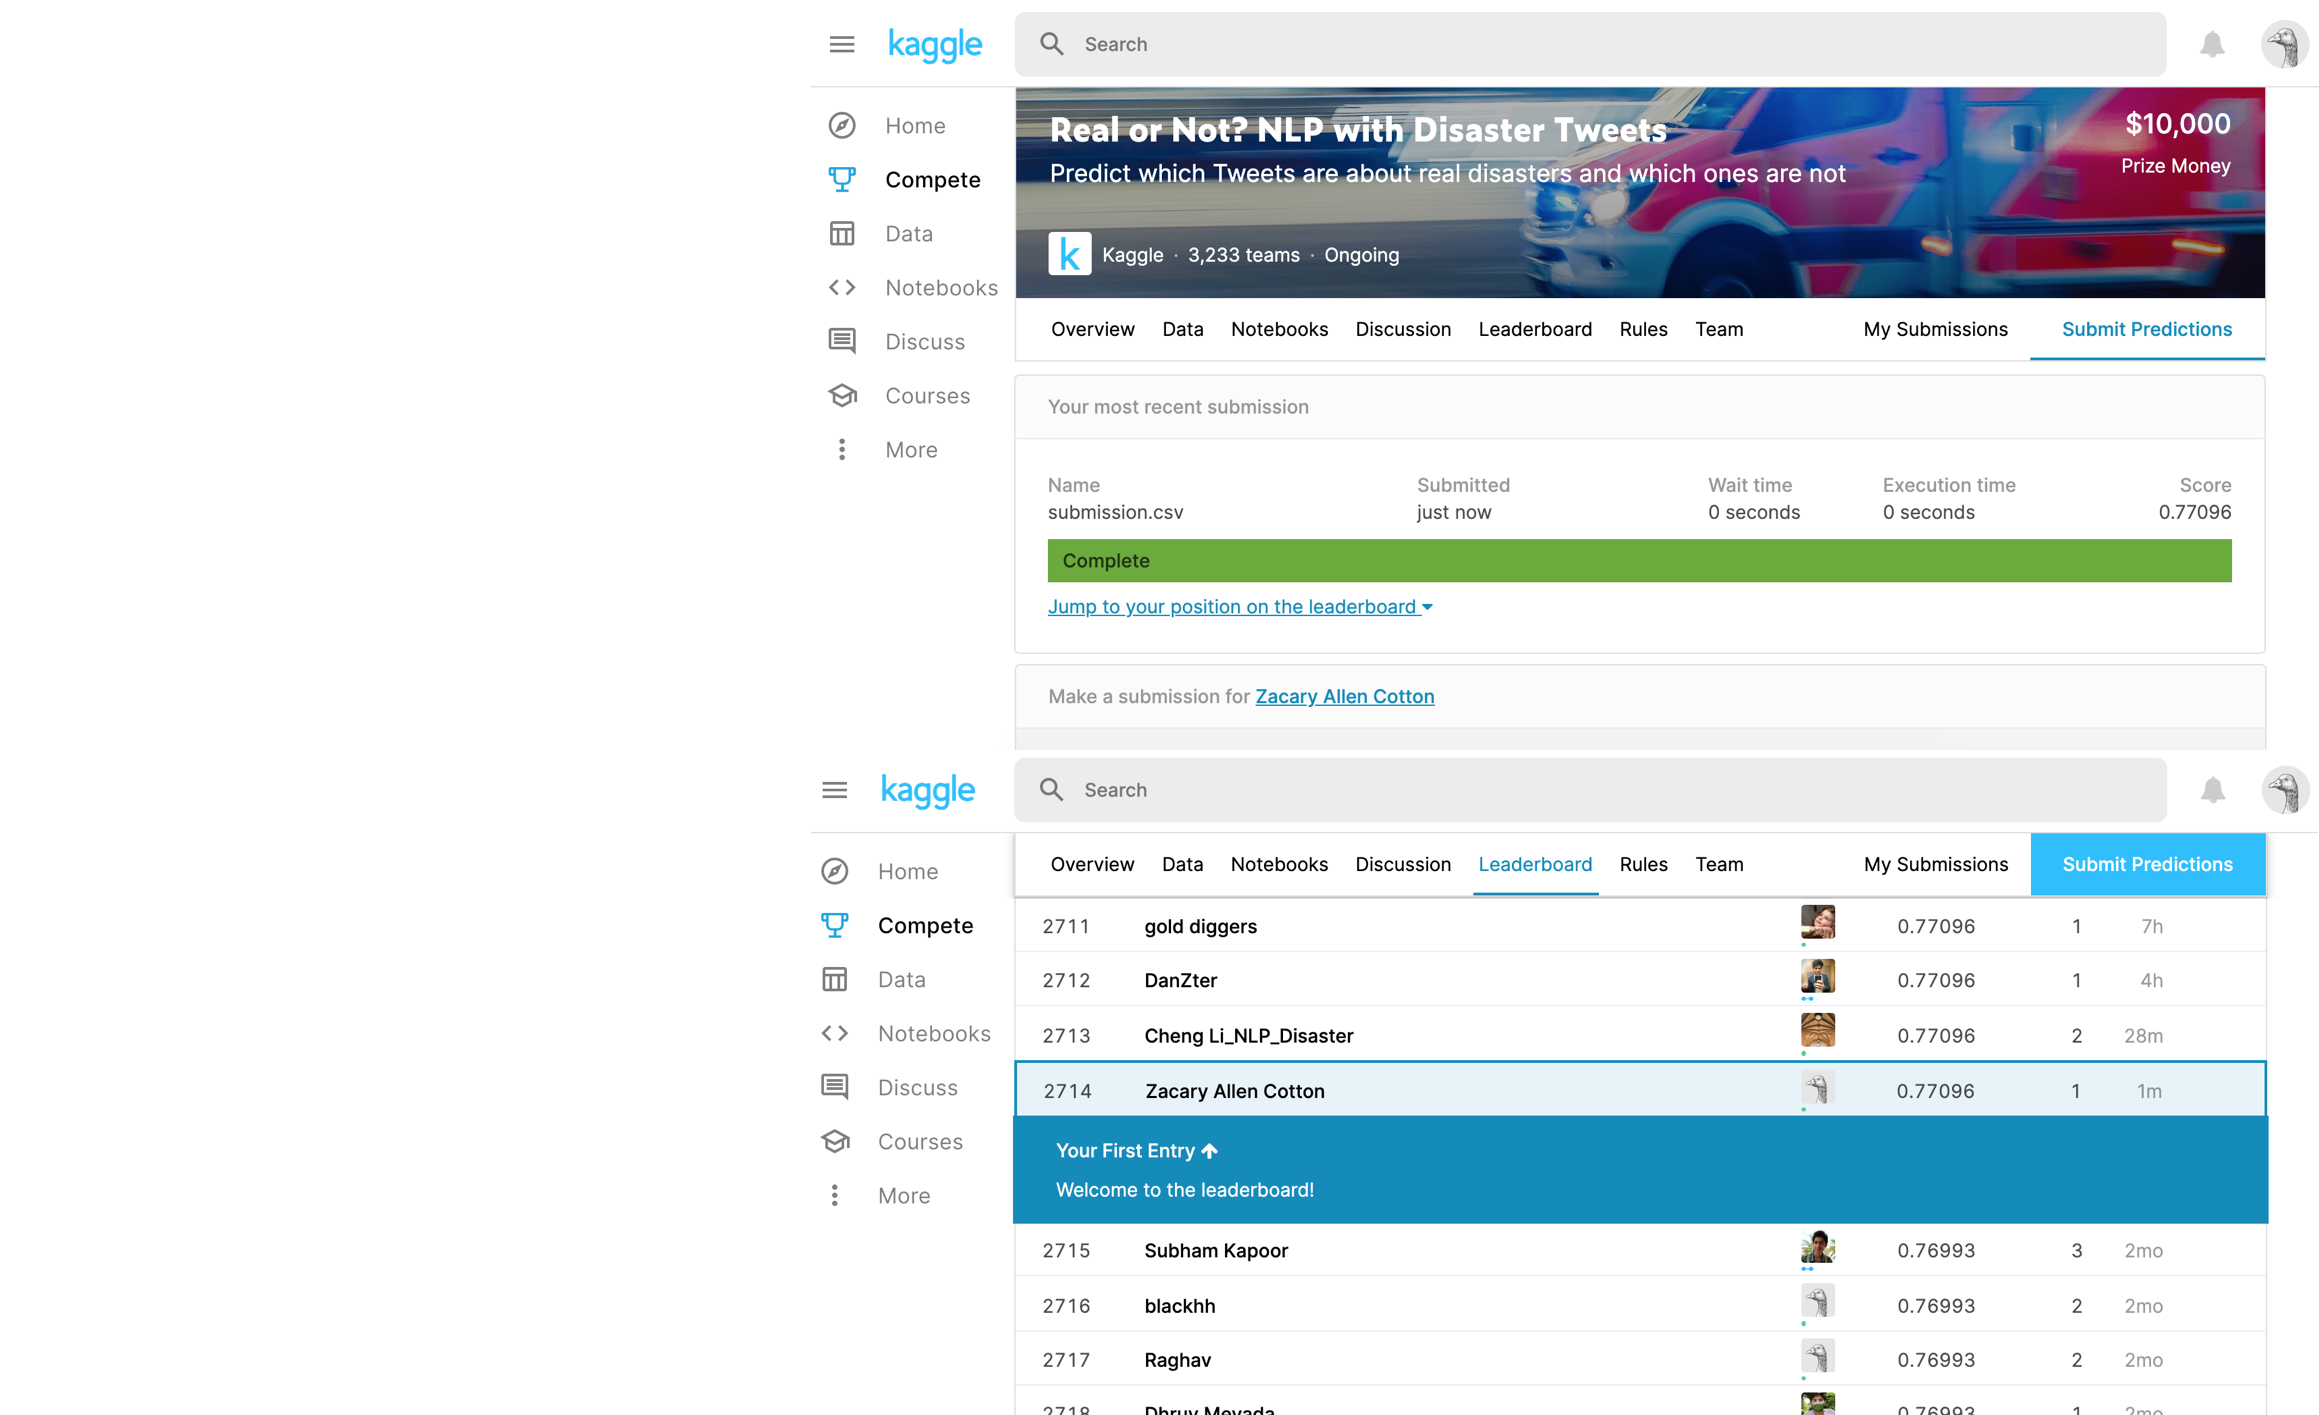 kaggle
Search
Home
Compete
Data
Notebooks
Discuss
Courses
More
Real or Not? NLP with Disaster Tweets
Predict which Tweets are about real disasters and which ones are not
$10,000
Prize Money
k Kaggle · 3,233 teams · Ongoing
Overview Data Notebooks Discussion Leaderboard Rules Team My Submissions Submit Predictions
Your most recent submission
Name Submitted Wait time Execution time Score
submission.csv just now 0 seconds 0 seconds 0.77096
Complete
Jump to your position on the leaderboard
Make a submission for Zacary Allen Cotton
kaggle
Search
Home
Compete
Data
Notebooks
Discuss
Courses
More
Overview Data Notebooks Discussion Leaderboard Rules Team My Submissions Submit Predictions
2711 gold diggers 0.77096 1 7h
2712 DanZter 0.77096 1 4h
2713 Cheng Li_NLP_Disaster 0.77096 2 28m
2714 Zacary Allen Cotton 0.77096 1 1m
Your First Entry
Welcome to the leaderboard!
2715 Subham Kapoor 0.76993 3 2mo
2716 blackhh 0.76993 2 2mo
2717 Raghav 0.76993 2 2mo
2718 Dhruv Mevada 0.76993 1 2mo